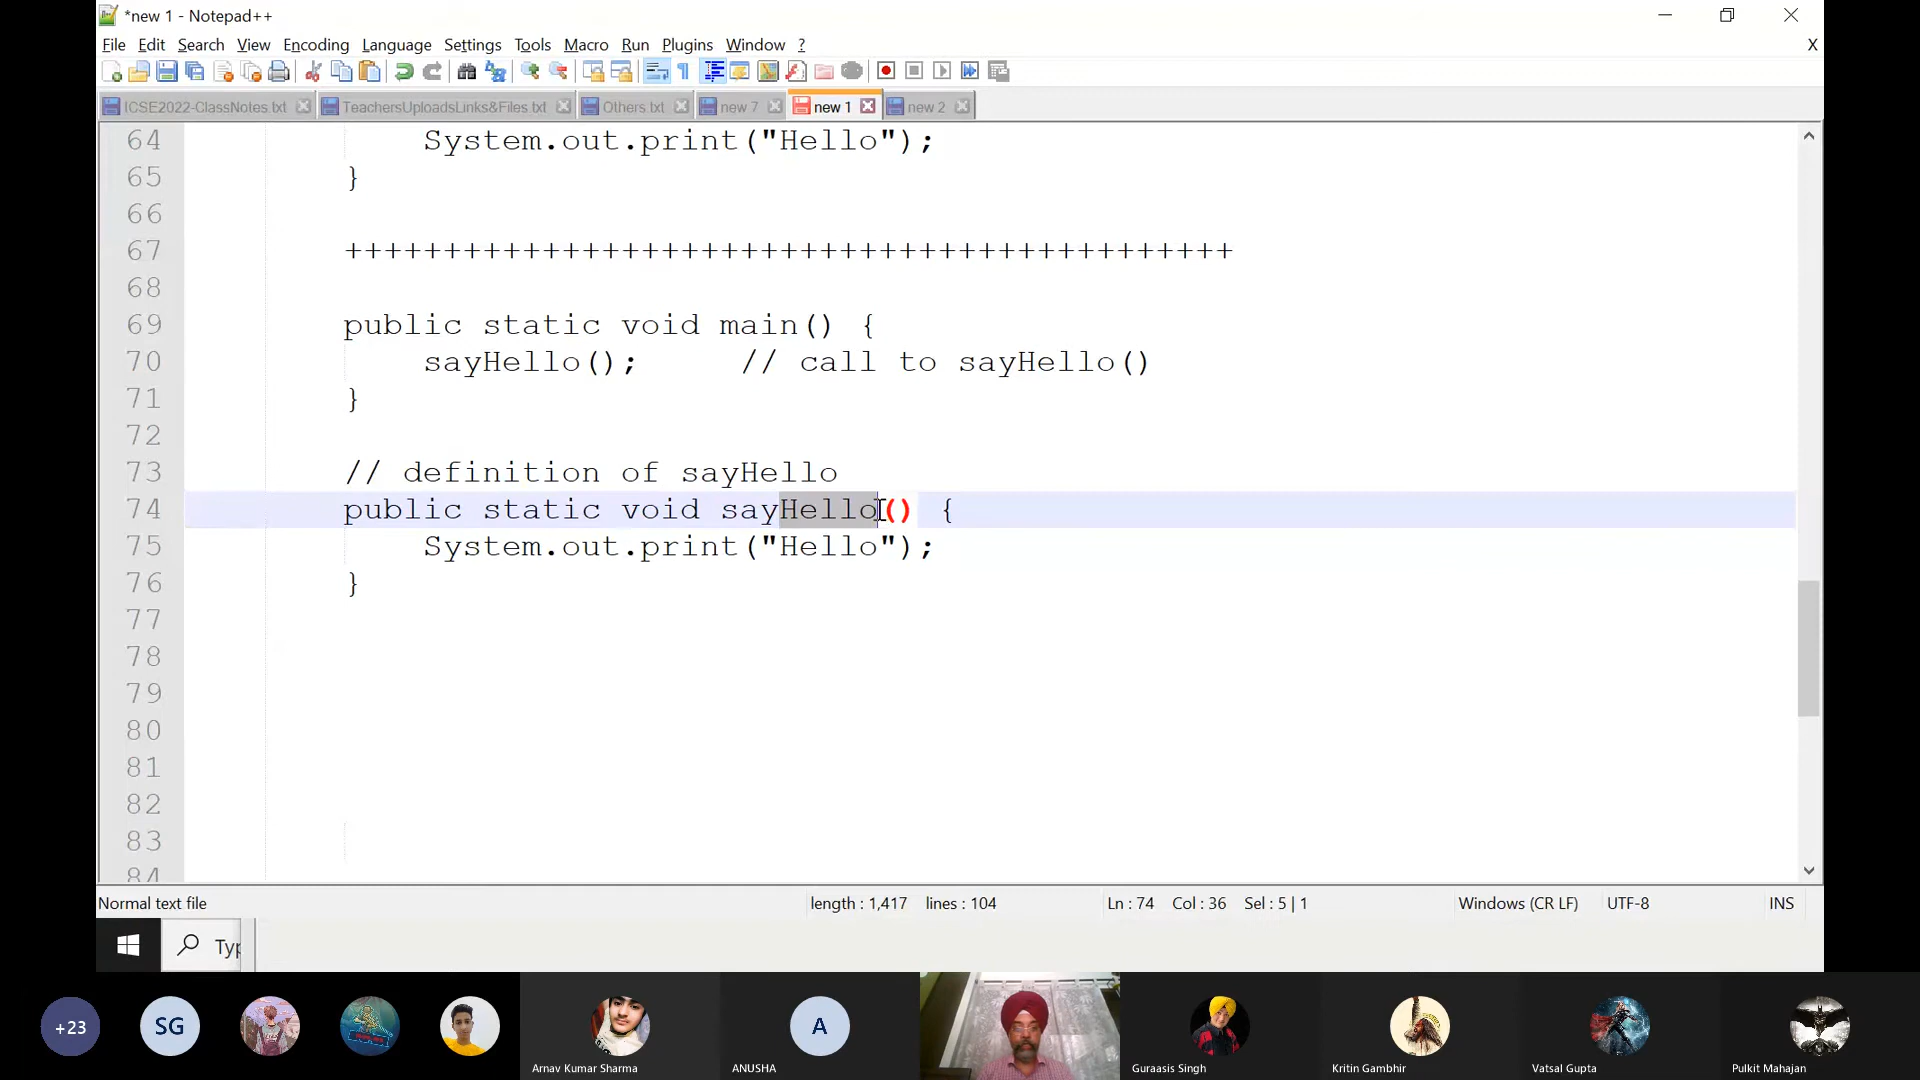 *new 1 - Notepad++
File Edit Search View Encoding Language Settings Tools Macro Run Plugins Window ?
X
ICSE2022-ClassNotes.txt TeachersUploadsLinks&Files.txt Others.txt new 7 new 1 new 2
64 System.out.print("Hello");
65 }
66
67 +++++++++++++++++++++++++++++++++++++++++++++
68
69 public static void main() {
70 sayHello(); // call to sayHello()
71 }
72
73 // definition of sayHello
74 public static void sayHello() {
75 System.out.print("Hello");
76 }
77
78
79
80
81
82
83
84
Normal text file length : 1,417 lines : 104 Ln : 74 Col : 36 Sel : 5 | 1 Windows (CR LF) UTF-8 INS
Typ
+23 SG A
Arnav Kumar Sharma ANUSHA Guraasis Singh Kritin Gambhir Vatsal Gupta Pulkit Mahajan